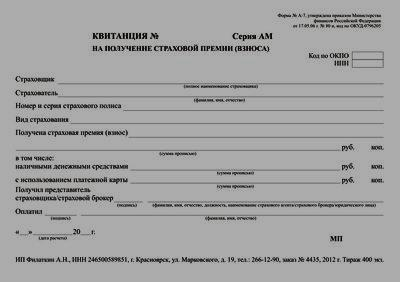 Форма № А-7, утверждена приказом Министерства
финансов Российской Федерации
от 17.05.06 г. № 80 н, код по ОКУД 0796205
КВИТАНЦИЯ № Серия АМ
НА ПОЛУЧЕНИЕ СТРАХОВОЙ ПРЕМИИ (ВЗНОСА)
Код по ОКПО
ИНН
Страховщик
(полное наименование страховщика)
Страхователь
(фамилия, имя, отчество)
Номер и серия страхового полиса
Вид страхования
Получена страховая премия (взнос)
руб. коп.
(сумма прописью)
в том числе:
наличными денежными средствами руб. коп.
(сумма прописью)
с использованием платежной карты руб. коп.
(сумма прописью)
Получил представитель
страховщика/страховой брокер
(подпись) (фамилия, имя, отчество, должность, наименование страхового агента/страхового брокера/юридического лица)
Оплатил
(подпись) (фамилия, имя, отчество)
«__»________20___г.
(дата расчета)
МП
ИП Филаткин А.Н., ИНН 246500589851, г. Красноярск, ул. Марковского, д. 19, тел.: 266-12-90, заказ № 4435, 2012 г. Тираж 400 экз.